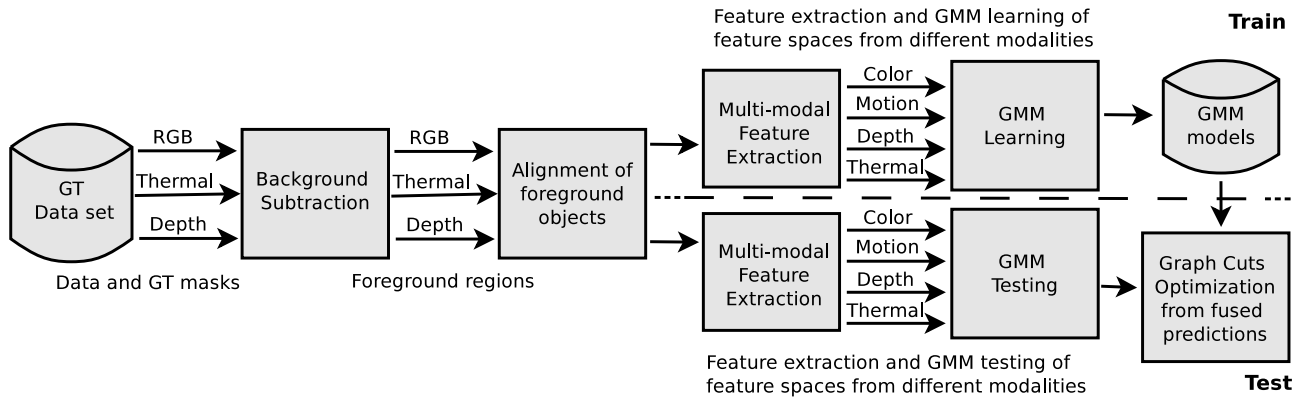 Feature extraction and GMM learning of
feature spaces from different modalities
Train
GT
Data set
RGB
Thermal
Depth
Data and GT masks
Background
Subtraction
RGB
Thermal
Depth
Foreground regions
Alignment of
foreground
objects
Multi-modal
Feature
Extraction
Color
Motion
Depth
Thermal
GMM
Learning
GMM
models
Multi-modal
Feature
Extraction
Color
Motion
Depth
Thermal
GMM
Testing
Graph Cuts
Optimization
from fused
predictions
Feature extraction and GMM testing of
feature spaces from different modalities
Test